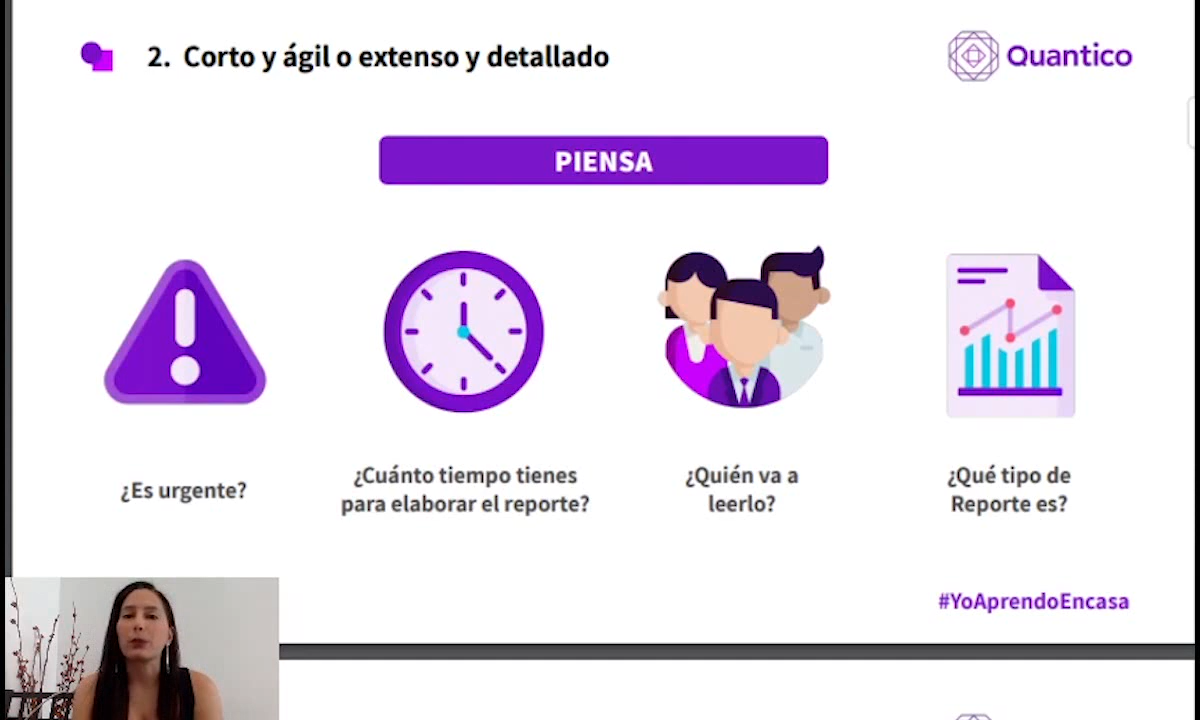 2. Corto y ágil o extenso y detallado
Quantico
PIENSA
¿Es urgente?
¿Cuánto tiempo tienes
para elaborar el reporte?
¿Quién va a
leerlo?
¿Qué tipo de
Reporte es?
#YoAprendoEncasa